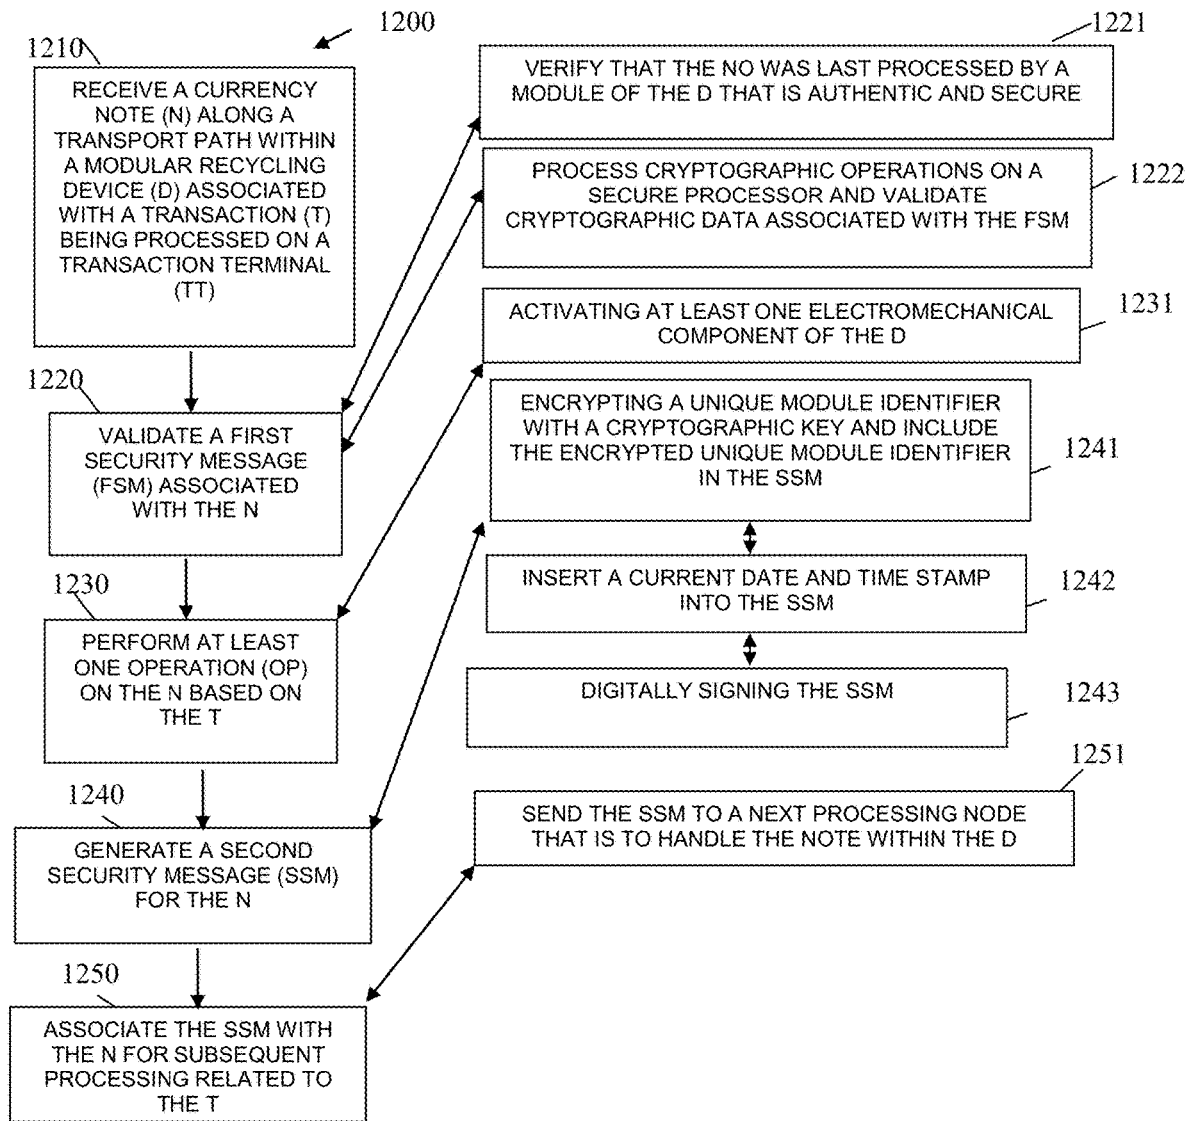 1200
1210
RECEIVE A CURRENCY
NOTE (N) ALONG A
TRANSPORT PATH WITHIN
A MODULAR RECYCLING
DEVICE (D) ASSOCIATED
WITH A TRANSACTION (T)
BEING PROCESSED ON A
TRANSACTION TERMINAL
(TT)
1220
VALIDATE A FIRST
SECURITY MESSAGE
(FSM) ASSOCIATED
WITH THE N
1221
VERIFY THAT THE NO WAS LAST PROCESSED BY A
MODULE OF THE D THAT IS AUTHENTIC AND SECURE
1222
PROCESS CRYPTOGRAPHIC OPERATIONS ON A
SECURE PROCESSOR AND VALIDATE
CRYPTOGRAPHIC DATA ASSOCIATED WITH THE FSM
1230
PERFORM AT LEAST
ONE OPERATION (OP)
ON THE N BASED ON
THE T
1231
ACTIVATING AT LEAST ONE ELECTROMECHANICAL
COMPONENT OF THE D
1240
GENERATE A SECOND
SECURITY MESSAGE (SSM)
FOR THE N
1241
ENCRYPTING A UNIQUE MODULE IDENTIFIER
WITH A CRYPTOGRAPHIC KEY AND INCLUDE
THE ENCRYPTED UNIQUE MODULE IDENTIFIER
IN THE SSM
1242
INSERT A CURRENT DATE AND TIME STAMP
INTO THE SSM
1243
DIGITALLY SIGNING THE SSM
1250
ASSOCIATE THE SSM WITH
THE N FOR SUBSEQUENT
PROCESSING RELATED TO
THE T
1251
SEND THE SSM TO A NEXT PROCESSING NODE
THAT IS TO HANDLE THE NOTE WITHIN THE D